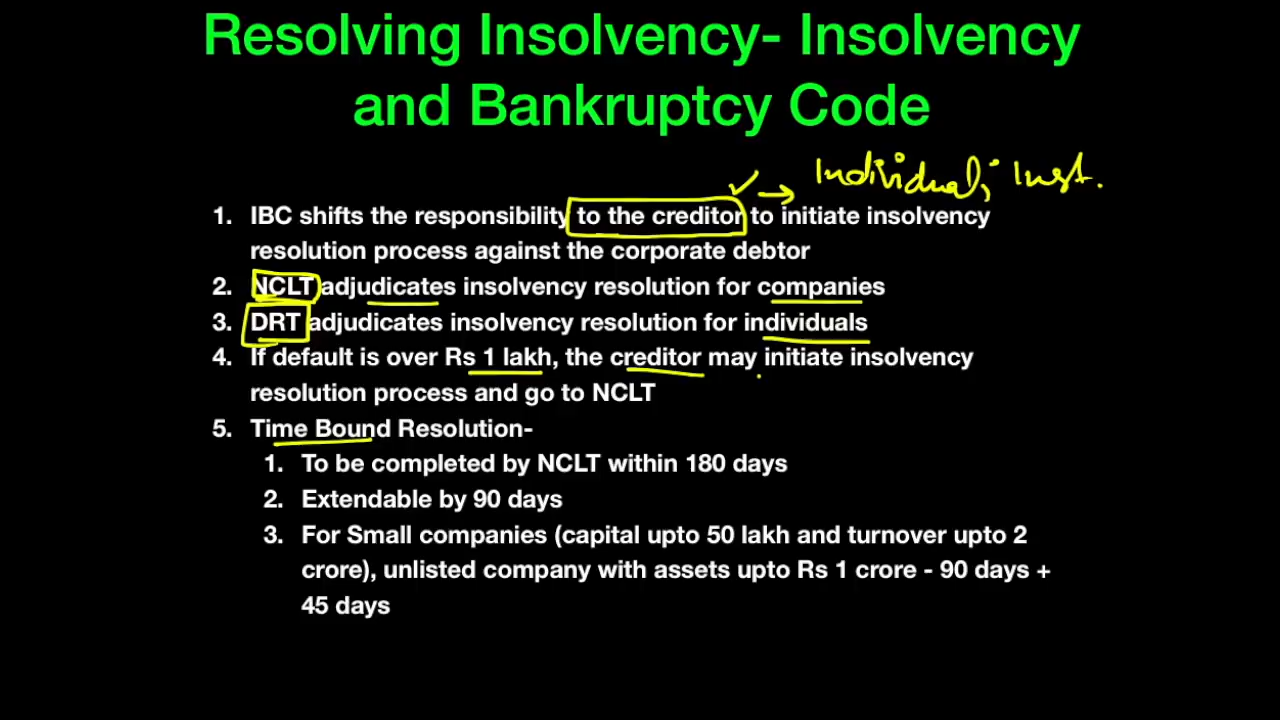 Resolving Insolvency- Insolvency
and Bankruptcy Code
Individual, Inst.
1. IBC shifts the responsibility to the creditor to initiate insolvency
resolution process against the corporate debtor
2. NCLT adjudicates insolvency resolution for companies
3. DRT adjudicates insolvency resolution for individuals
4. If default is over Rs 1 lakh, the creditor may initiate insolvency
resolution process and go to NCLT
5. Time Bound Resolution-
1. To be completed by NCLT within 180 days
2. Extendable by 90 days
3. For Small companies (capital upto 50 lakh and turnover upto 2
crore), unlisted company with assets upto Rs 1 crore - 90 days +
45 days